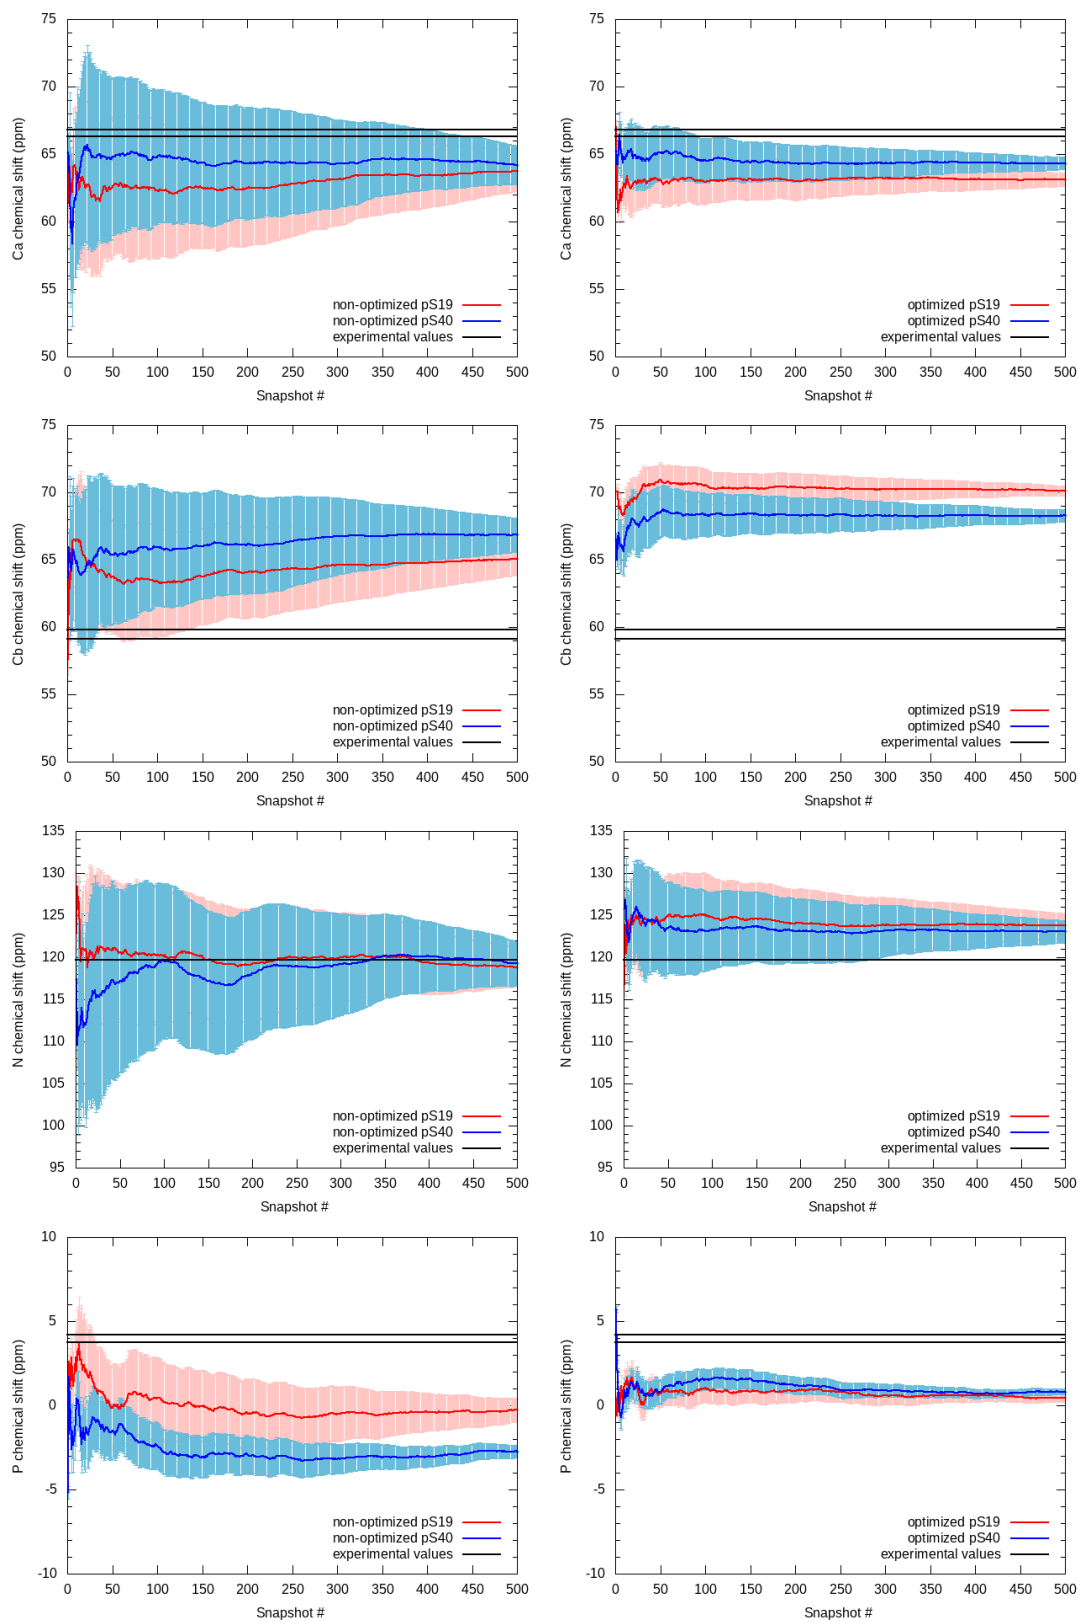 75
70
65
60
55
50
Ca chemical shift (ppm)
non-optimized pS19
non-optimized pS40
experimental values
0 50 100 150 200 250 300 350 400 450 500
Snapshot #
75
70
65
60
55
50
Ca chemical shift (ppm)
optimized pS19
optimized pS40
experimental values
0 50 100 150 200 250 300 350 400 450 500
Snapshot #
75
70
65
60
55
50
Cb chemical shift (ppm)
non-optimized pS19
non-optimized pS40
experimental values
0 50 100 150 200 250 300 350 400 450 500
Snapshot #
75
70
65
60
55
50
Cb chemical shift (ppm)
optimized pS19
optimized pS40
experimental values
0 50 100 150 200 250 300 350 400 450 500
Snapshot #
135
130
125
120
115
110
105
100
95
N chemical shift (ppm)
non-optimized pS19
non-optimized pS40
experimental values
0 50 100 150 200 250 300 350 400 450 500
Snapshot #
135
130
125
120
115
110
105
100
95
N chemical shift (ppm)
optimized pS19
optimized pS40
experimental values
0 50 100 150 200 250 300 350 400 450 500
Snapshot #
10
5
0
-5
-10
P chemical shift (ppm)
non-optimized pS19
non-optimized pS40
experimental values
0 50 100 150 200 250 300 350 400 450 500
Snapshot #
10
5
0
-5
-10
P chemical shift (ppm)
optimized pS19
optimized pS40
experimental values
0 50 100 150 200 250 300 350 400 450 500
Snapshot #